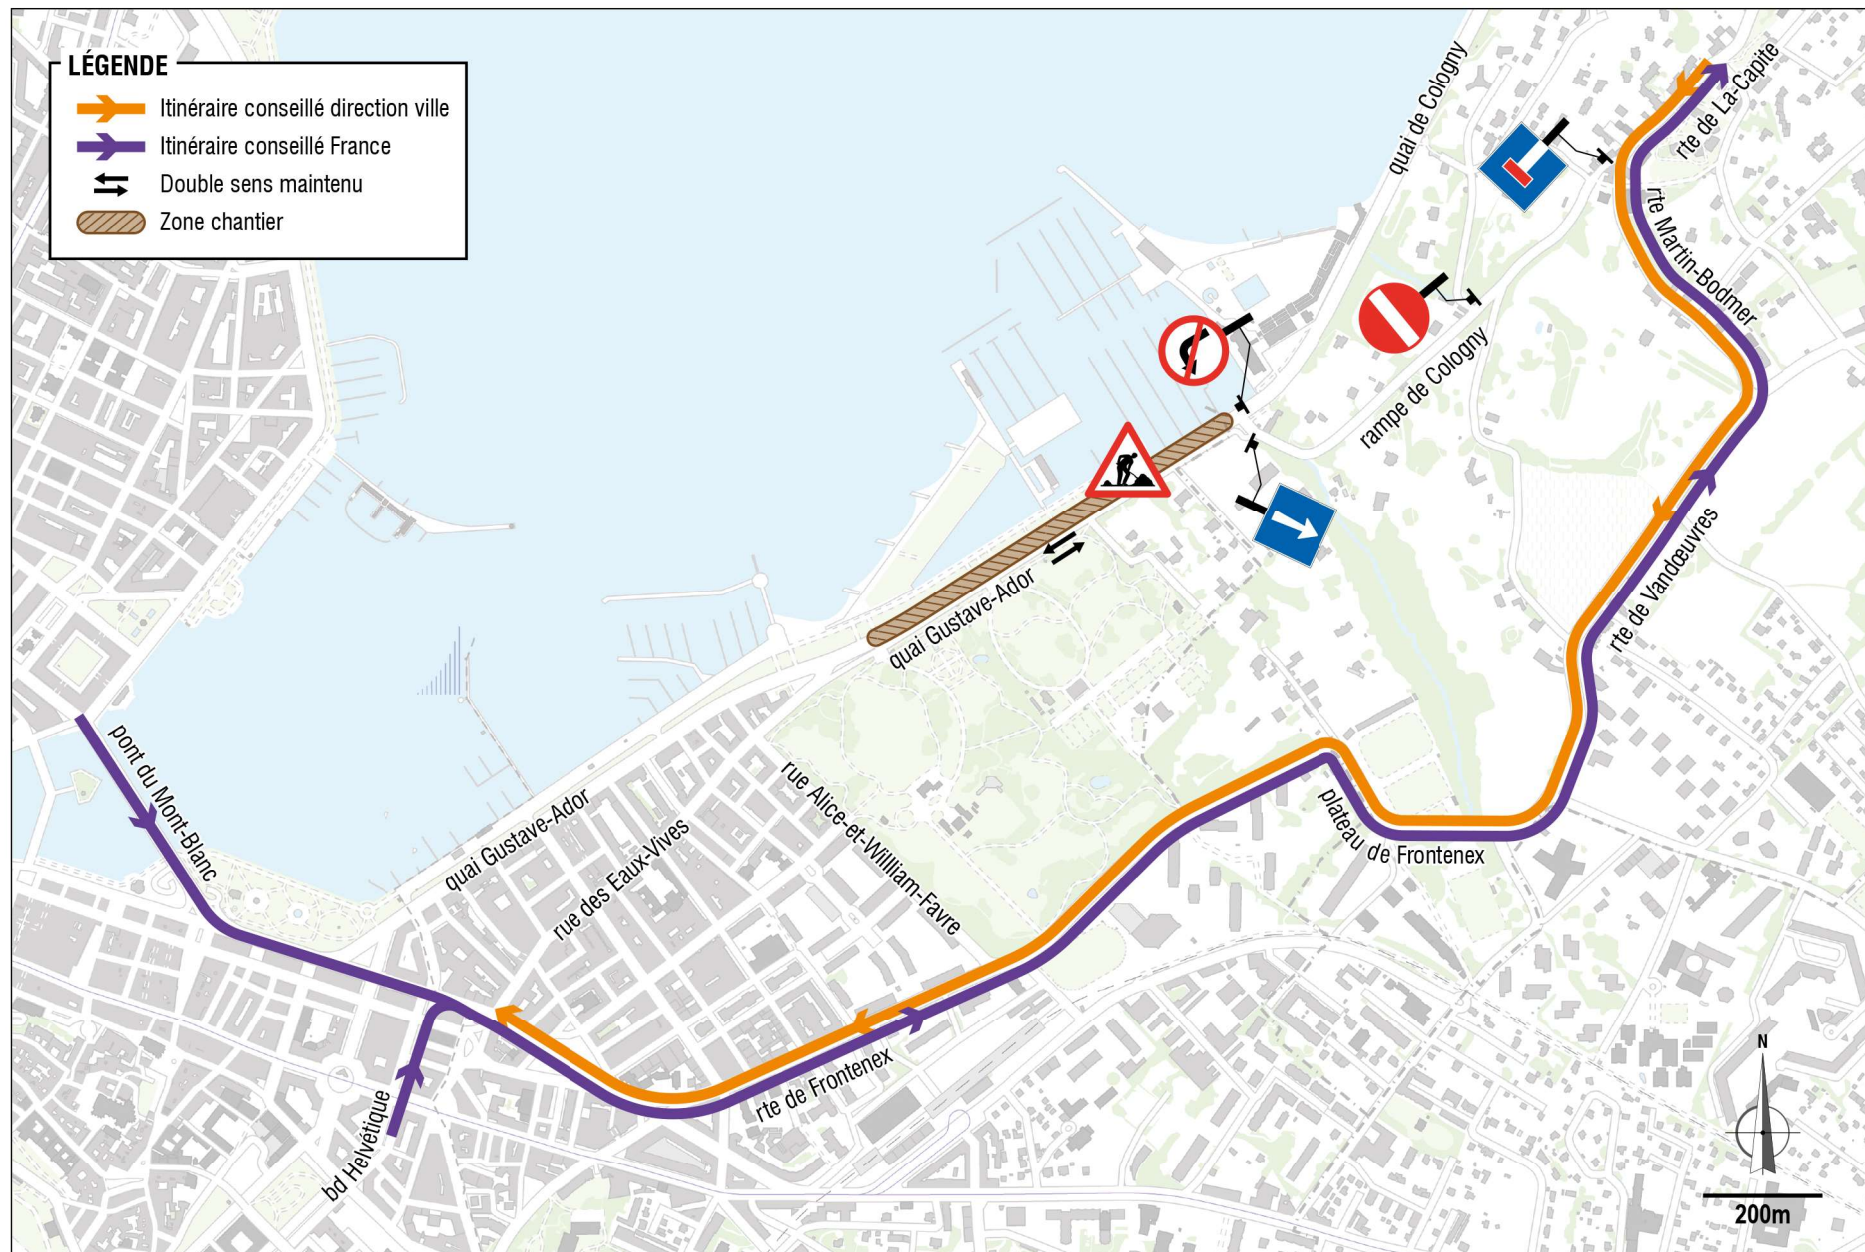 LÉGENDE
Itinéraire conseillé direction ville
Itinéraire conseillé France
Double sens maintenu
Zone chantier
quai de Cologny
rte de La-Capite
rte Martin-Bodmer
rampe de Cologny
rte de Vandœuvres
quai Gustave-Ador
pont du Mont-Blanc
quai Gustave-Ador
rue des Eaux-Vives
rue Alice-et-Willliam-Favre
plateau de Frontenex
rte de Frontenex
bd Helvétique
N
200m